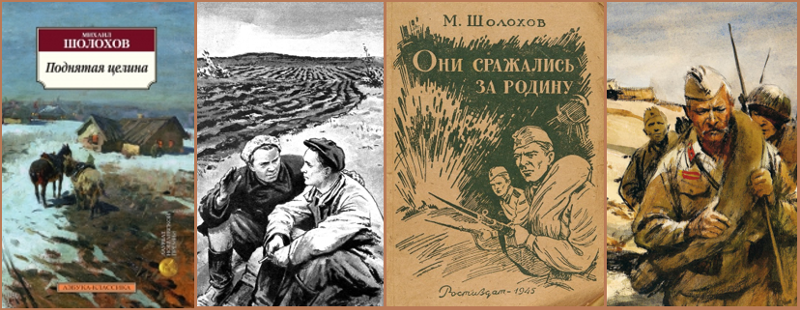 МИХАИЛ
ШОЛОХОВ
Поднятая целина
АЗБУКА-КЛАССИКА
М. ШОЛОХОВ
ОНИ СРАЖАЛИСЬ
ЗА РОДИНУ
Ростиздат - 1945